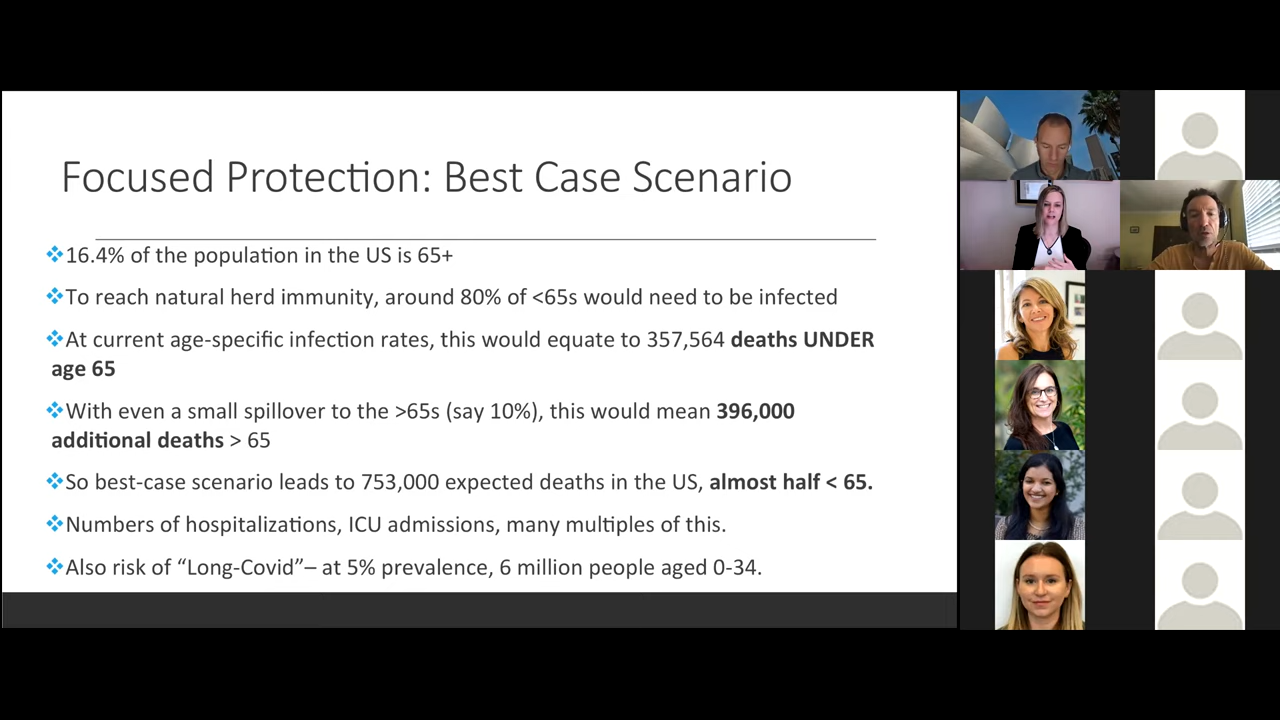 Focused Protection: Best Case Scenario
❖16.4% of the population in the US is 65+
❖To reach natural herd immunity, around 80% of <65s would need to be infected
❖At current age-specific infection rates, this would equate to 357,564 deaths UNDER
age 65
❖With even a small spillover to the >65s (say 10%), this would mean 396,000
additional deaths > 65
❖So best-case scenario leads to 753,000 expected deaths in the US, almost half < 65.
❖Numbers of hospitalizations, ICU admissions, many multiples of this.
❖Also risk of “Long-Covid”– at 5% prevalence, 6 million people aged 0-34.